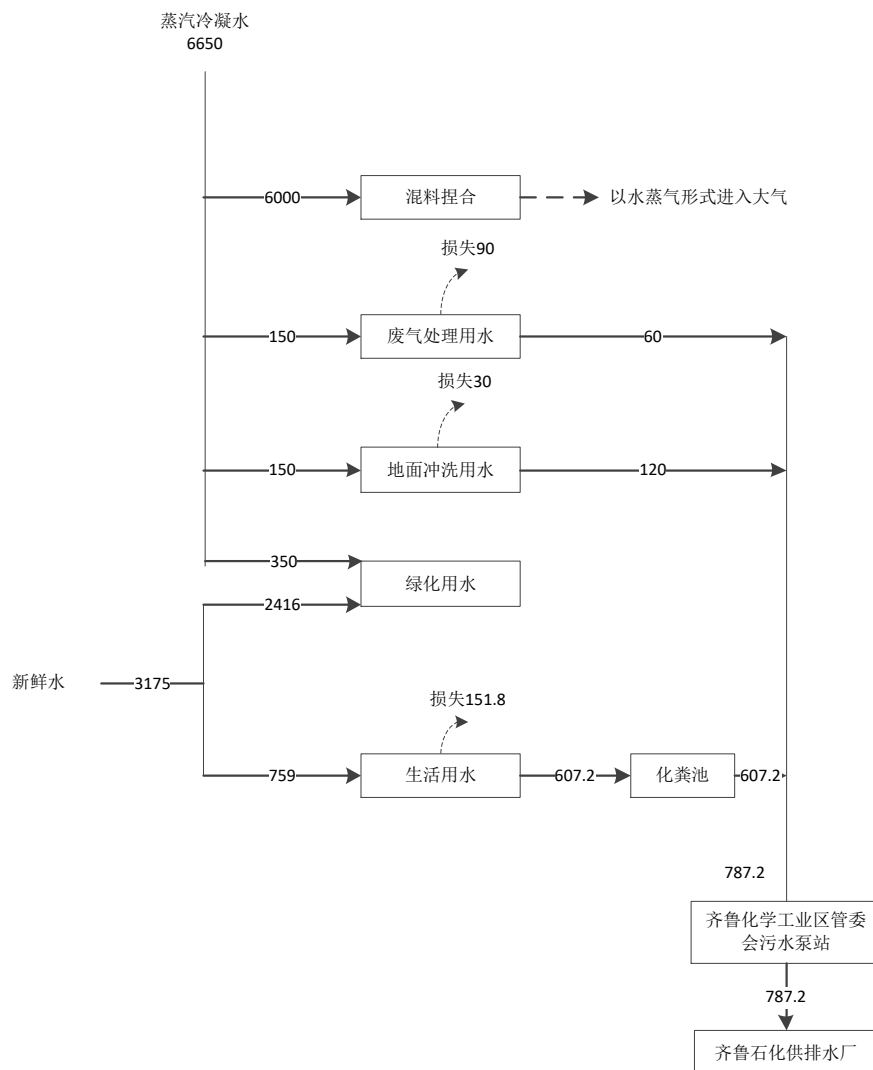 蒸汽冷凝水
6650
6000
混料捏合
以水蒸气形式进入大气
损失90
150
废气处理用水
60
损失30
150
地面冲洗用水
120
350
绿化用水
2416
新鲜水
3175
损失151.8
759
生活用水
607.2
化粪池
607.2
787.2
齐鲁化学工业区管委
会污水泵站
787.2
齐鲁石化供排水厂